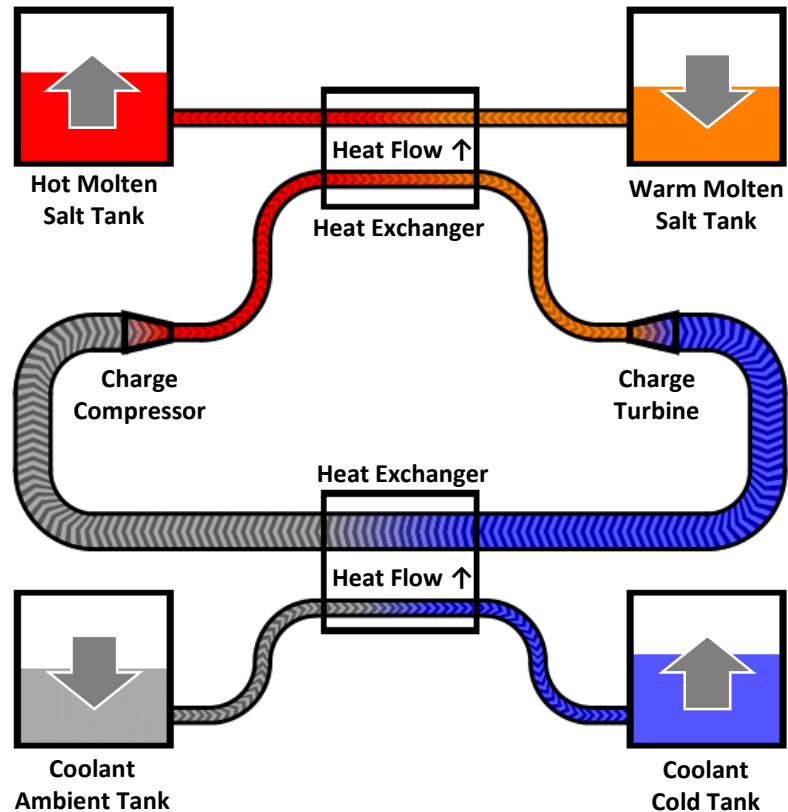 Heat Flow ↑
Hot Molten
Salt Tank
Heat Exchanger
Warm Molten
Salt Tank
Charge
Compressor
Charge
Turbine
Heat Exchanger
Heat Flow ↑
Coolant
Ambient Tank
Coolant
Cold Tank